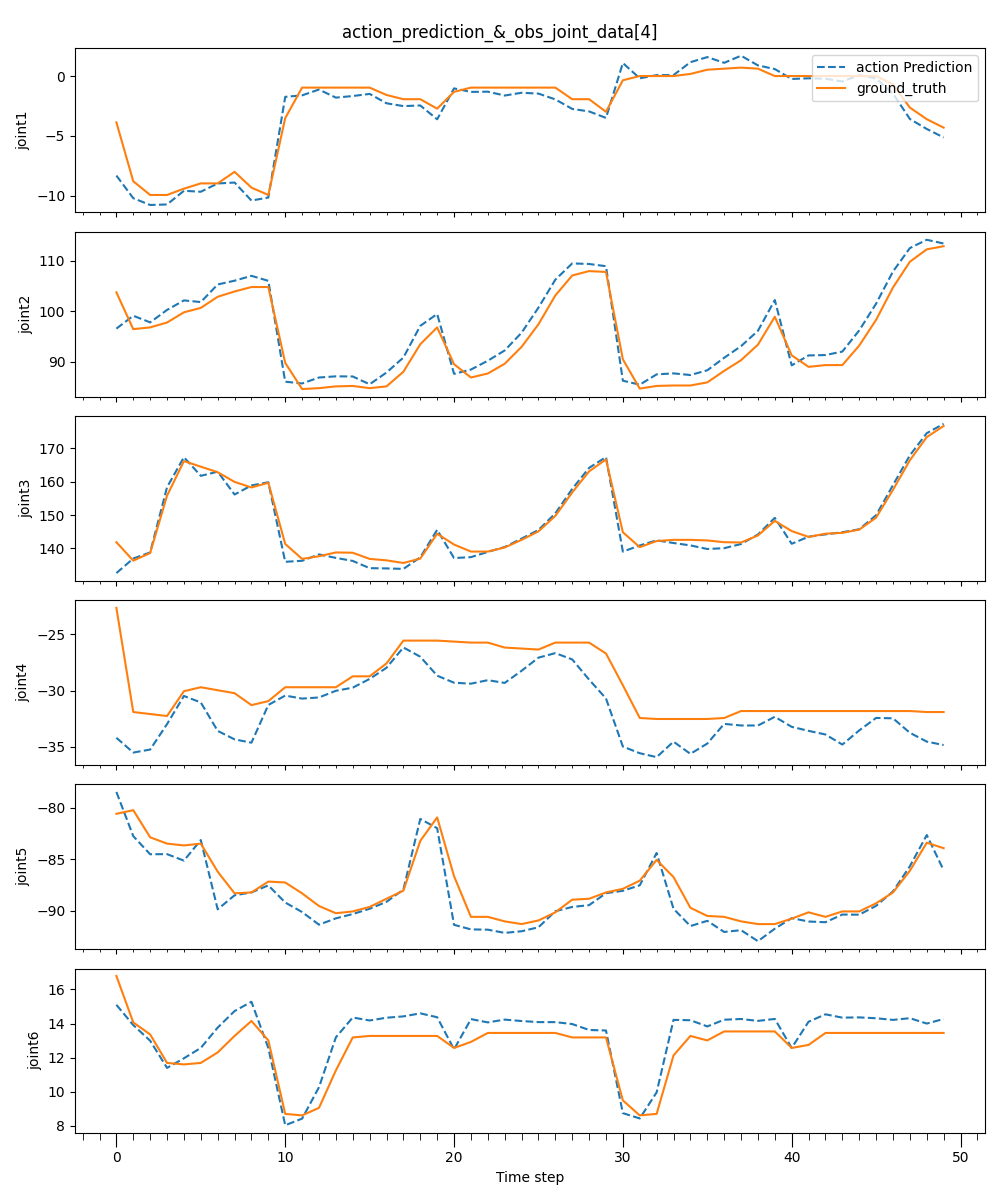 action_prediction_&_obs_joint_data[4]
action Prediction
ground_truth
0
−5
−10
joint1
110
100
90
joint2
170
160
150
140
joint3
−25
−30
−35
joint4
−80
−85
−90
joint5
16
14
12
10
8
joint6
0 10 20 30 40 50
Time step